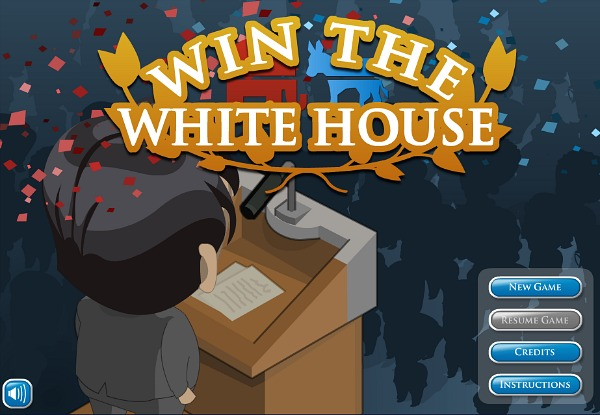 WIN THE
WHITE HOUSE
NEW GAME
RESUME GAME
CREDITS
INSTRUCTIONS